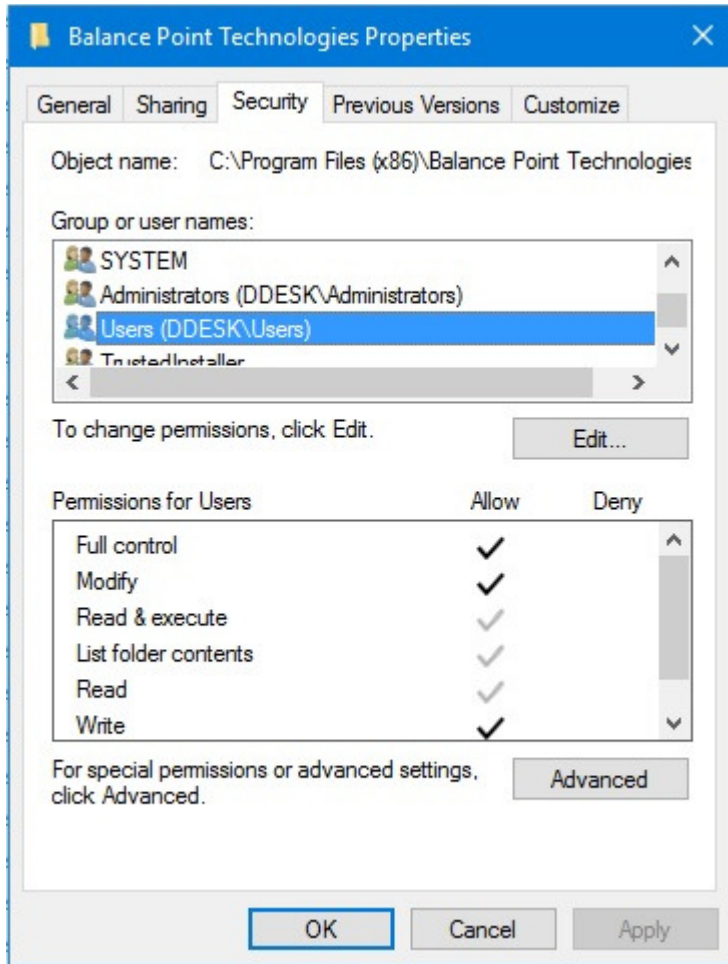 Balance Point Technologies Properties
General Sharing Security Previous Versions Customize
Object name: C:\Program Files (x86)\Balance Point Technologies
Group or user names:
SYSTEM
Administrators (DDESK\Administrators)
Users (DDESK\Users)
TrustedInstaller
To change permissions, click Edit.
Edit...
Permissions for Users Allow Deny
Full control
Modify
Read & execute
List folder contents
Read
Write
For special permissions or advanced settings,
click Advanced.
Advanced
OK Cancel Apply